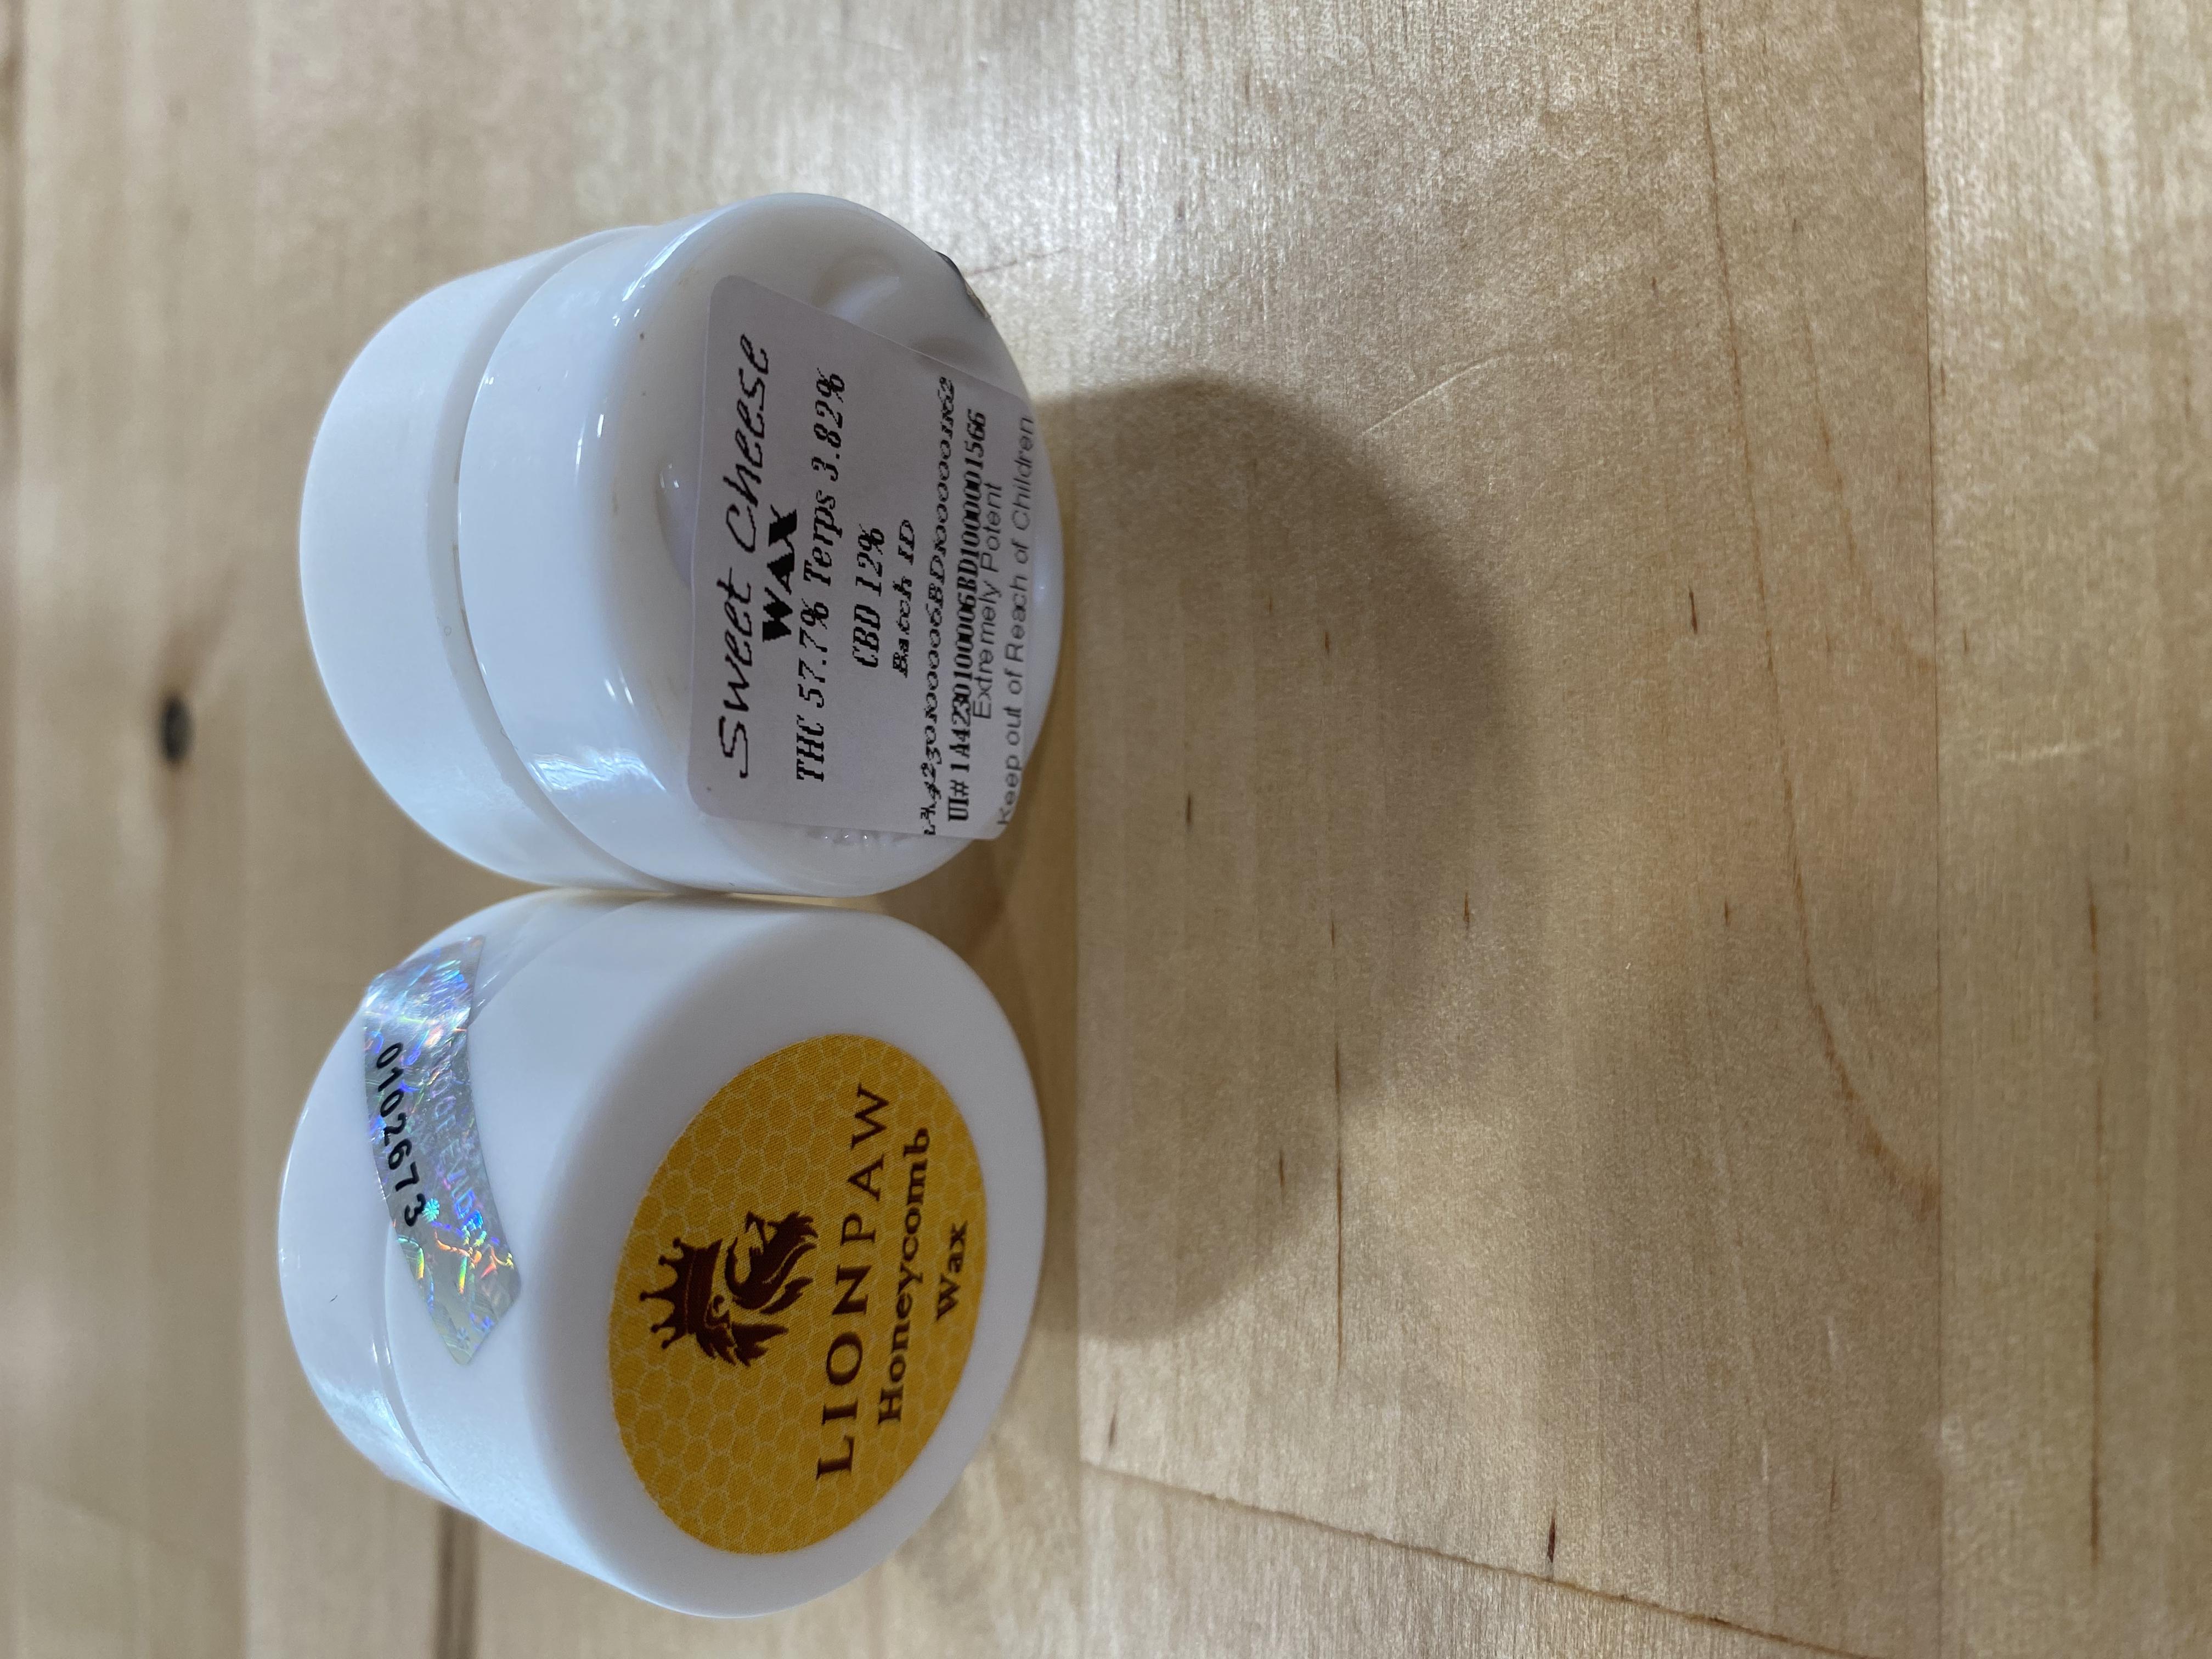 0102673
LIONPAW
Honeycomb
Wax
Sweet Cheese
WAX
THC 57.7% Terps 3.82%
CBD 12%
Batch ID
UI# 1A4230100006BD1000001566
Extremely Potent
Keep out of Reach of Children